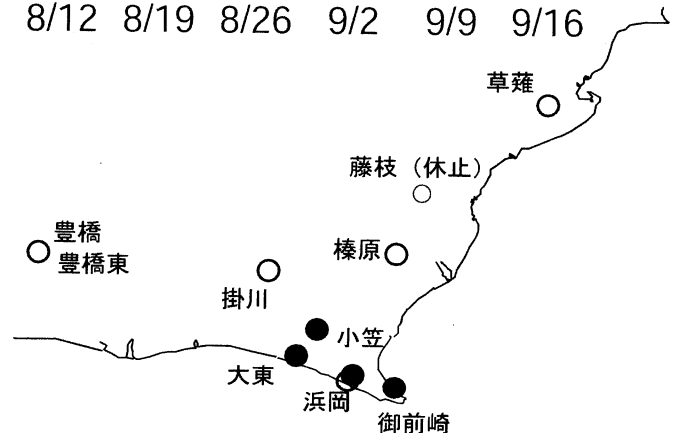 8/12 8/19 8/26 9/2 9/9 9/16
草薙
藤枝（休止）
豊橋
豊橋東
榛原
掛川
小笠
大東
浜岡
御前崎